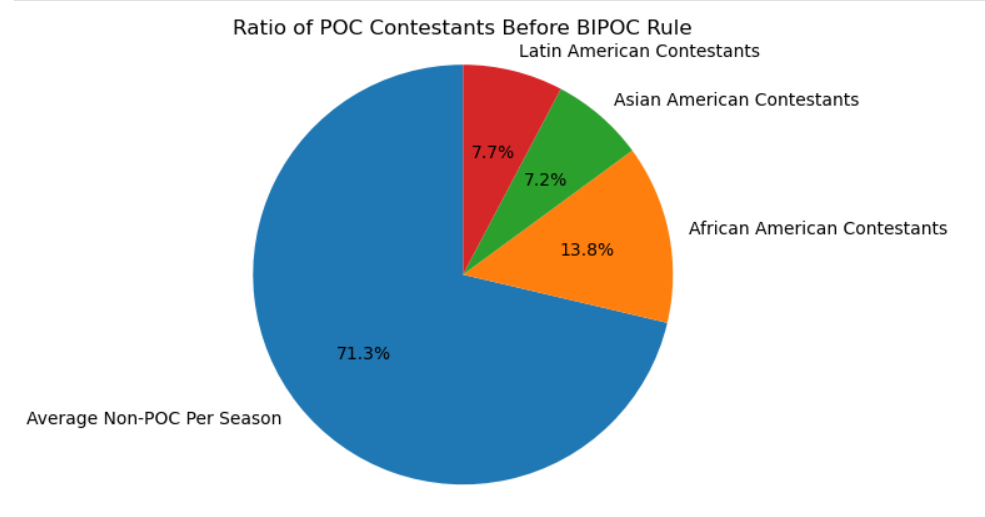 Ratio of POC Contestants Before BIPOC Rule
Latin American Contestants
Asian American Contestants
7.7%
7.2%
African American Contestants
13.8%
71.3%
Average Non-POC Per Season